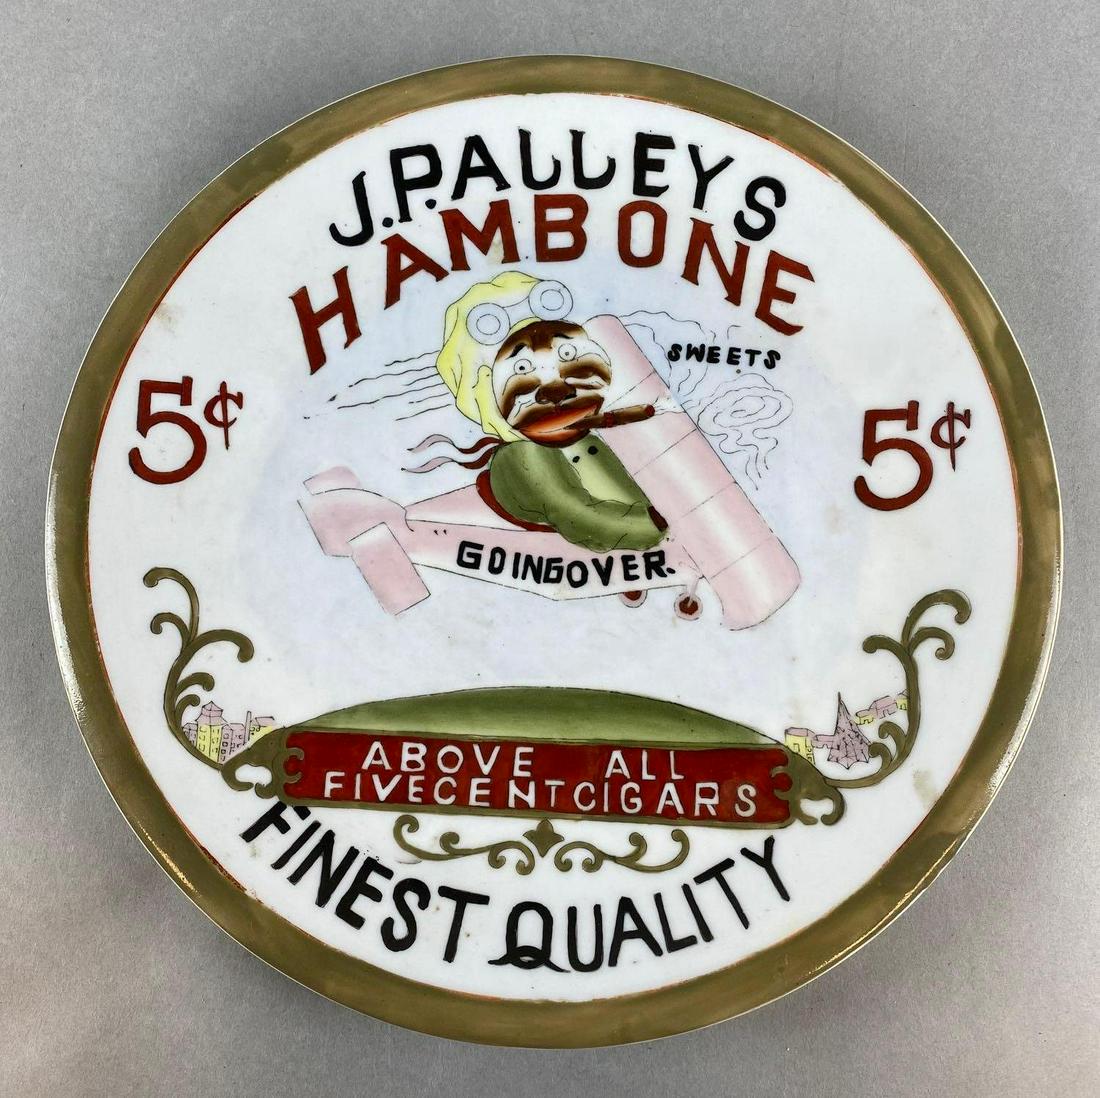 J.P.ALLEYS
HAMBONE
SWEETS
5¢ 5¢
"GOINGOVER.
ABOVE ALL
FIVECENTCIGARS
FINEST QUALITY